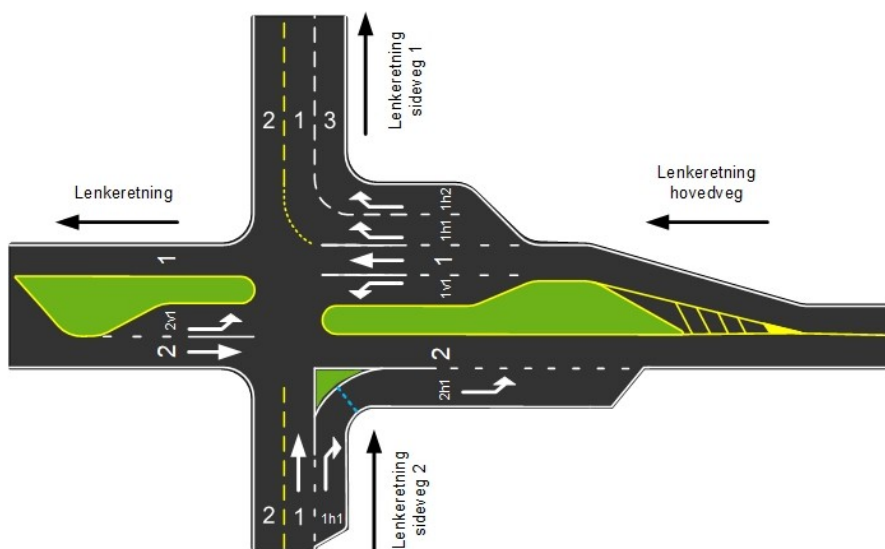 Lenkeretning
sideveg 1
2 1 3
Lenkeretning
Lenkeretning
hovedveg
1h2
1h1
1
1
1v1
2v1
2
2
2h1
2 1 1h1
Lenkeretning
sideveg 2